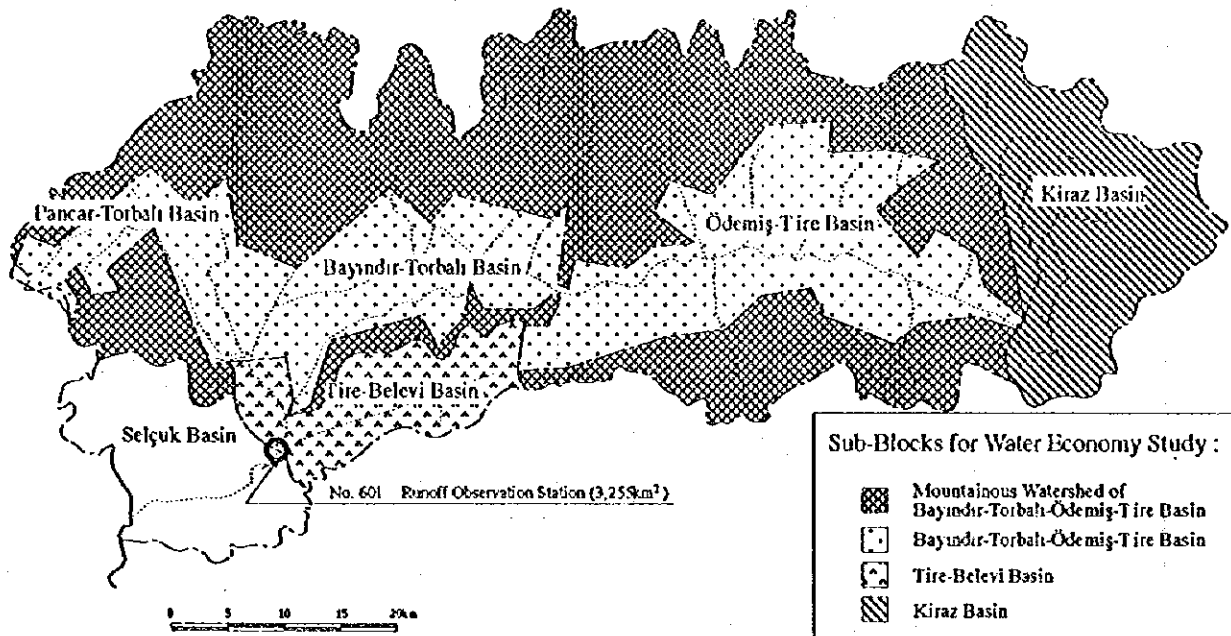 Pancar-Torbalı Basin
Kiraz Basin
Ödemiş-Tire Basin
Bayındır-Torbalı Basin
Tire-Belevi Basin
Selçuk Basin
No. 601 Runoff Observation Station (3,255km²)
0 5 10 15 20km
Sub-Blocks for Water Economy Study :
Mountainous Watershed of
Bayındır-Torbalı-Ödemiş-Tire Basin
Bayındır-Torbalı-Ödemiş-Tire Basin
Tire-Belevi Basin
Kiraz Basin